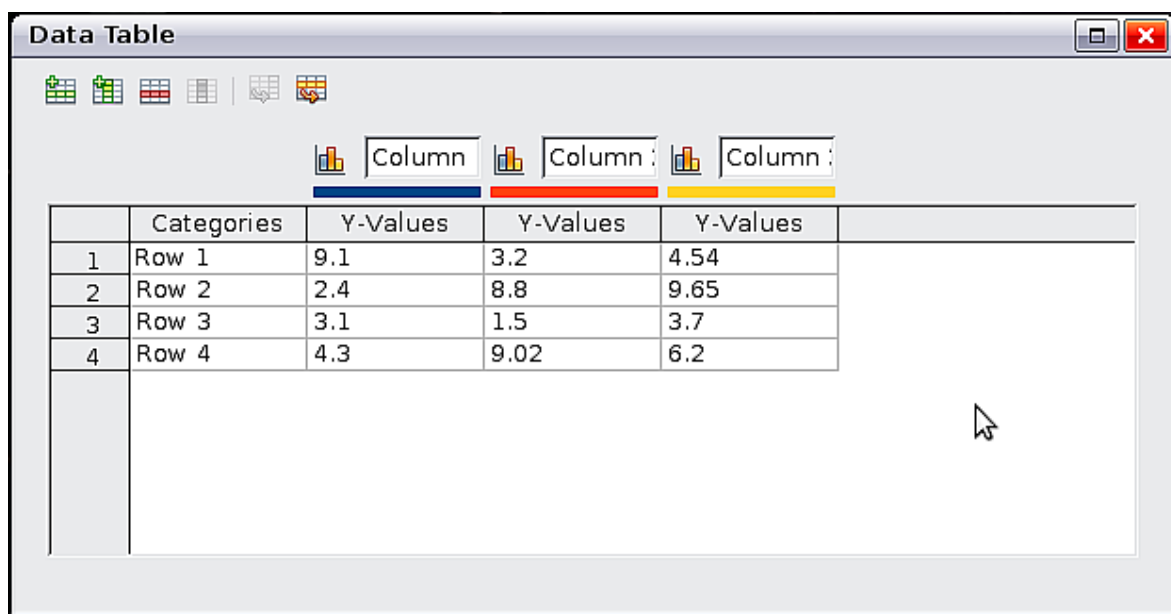 Data Table
Column Column : Column :
Categories Y-Values Y-Values Y-Values
1 Row 1 9.1 3.2 4.54
2 Row 2 2.4 8.8 9.65
3 Row 3 3.1 1.5 3.7
4 Row 4 4.3 9.02 6.2